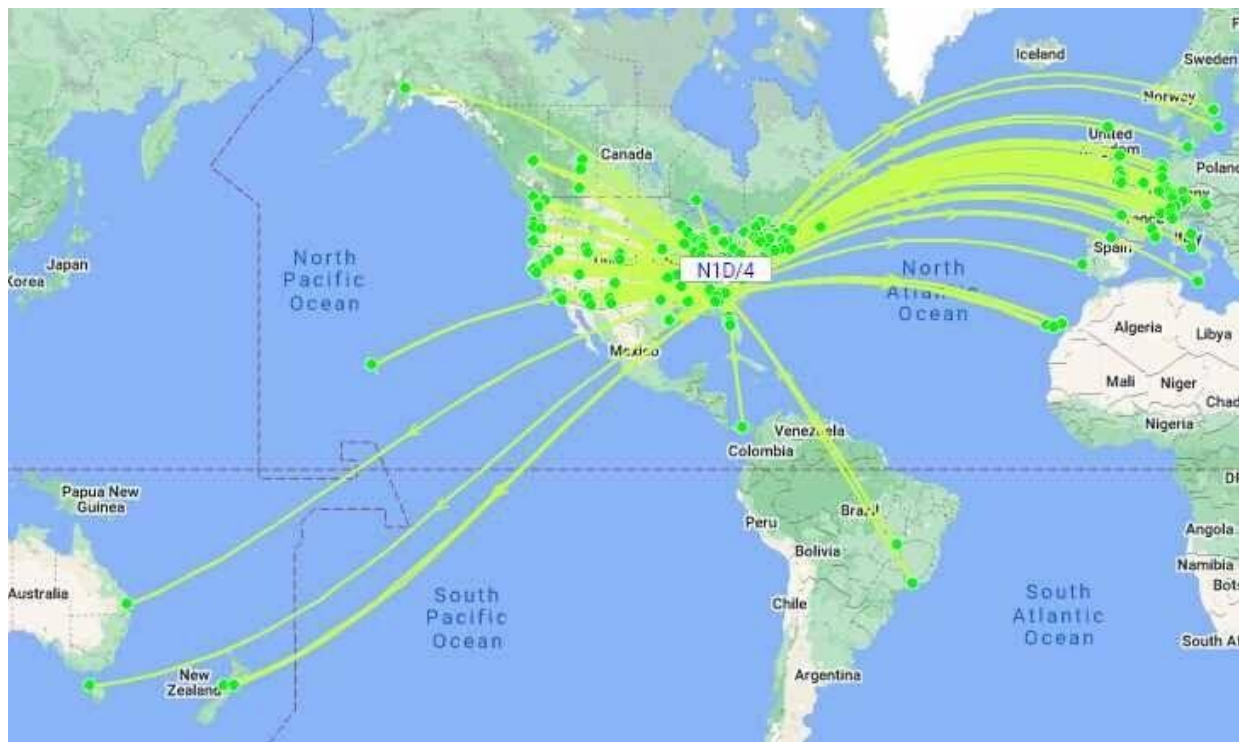 Iceland
Sweden
Norway
United
Kingdom
Canada
Poland
Spain
North
Pacific
Ocean
Japan
Korea
N1D/4
North
Atlantic
Ocean
Algeria
Libya
Mexico
Mali
Niger
Chad
Nigeria
Venezuela
Colombia
Papua New
Guinea
Brazil
Peru
Bolivia
Angola
Namibia
Australia
South
Pacific
Ocean
Chile
South
Atlantic
Ocean
New
Zealand
Argentina